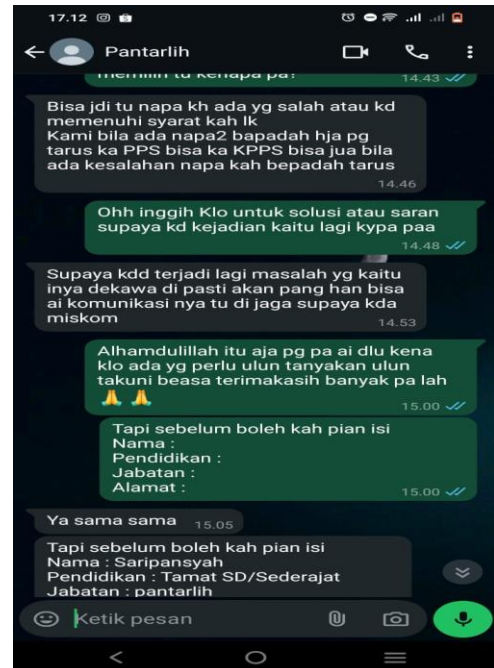 17.12
Pantarlih
memilih tu kenapa pa?
14.43
Bisa jdi tu napa kh ada yg salah atau kd
memenuhi syarat kah lk
Kami bila ada napa2 bapadah hja pg
tarus ka PPS bisa ka KPPS bisa jua bila
ada kesalahan napa kah bepadah tarus
14.46
Ohh inggih Klo untuk solusi atau saran
supaya kd kejadian kaitu lagi kypa paa
14.48
Supaya kdd terjadi lagi masalah yg kaitu
inya dekawa di pasti akan pang han bisa
ai komunikasi nya tu di jaga supaya kda
miskom
14.53
Alhamdulillah itu aja pg pa ai dlu kena
klo ada yg perlu ulun tanyakan ulun
takuni beasa terimakasih banyak pa lah
🙏 🙏
15.00
Tapi sebelum boleh kah pian isi
Nama :
Pendidikan :
Jabatan :
Alamat :
15.00
Ya sama sama 15.05
Tapi sebelum boleh kah pian isi
Nama : Saripansyah
Pendidikan : Tamat SD/Sederajat
Jabatan : pantarlih
Ketik pesan